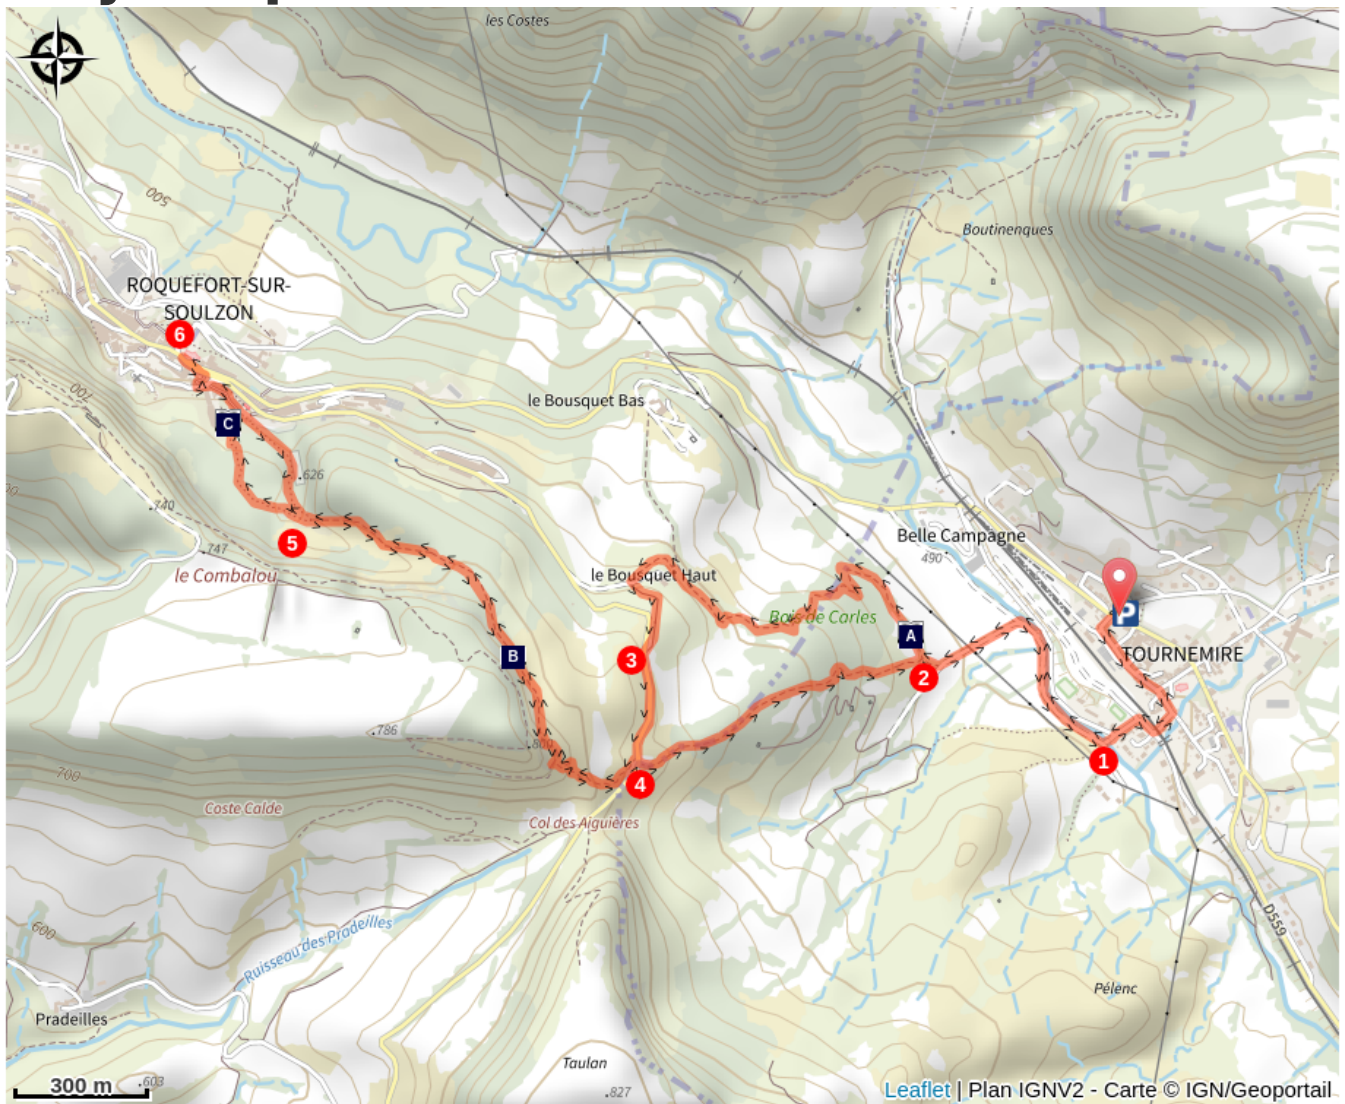 les Costes
500
Boutinenques
ROQUEFORT-SUR-
SOULZON
6
700
le Bousquet Bas
C
626
740
Belle Campagne
490
5
747
le Combalou
le Bousquet Haut
P
Bois de Carles
A
TOURNEMIRE
B
3
2
786
1
700
4
Coste Calde
Col des Aiguières
D559
600
Ruisseau des Pradeilles
Pélenc
Pradeilles
Taulan
300 m
603
827
Leaflet | Plan IGNV2 - Carte © IGN/Geoportail